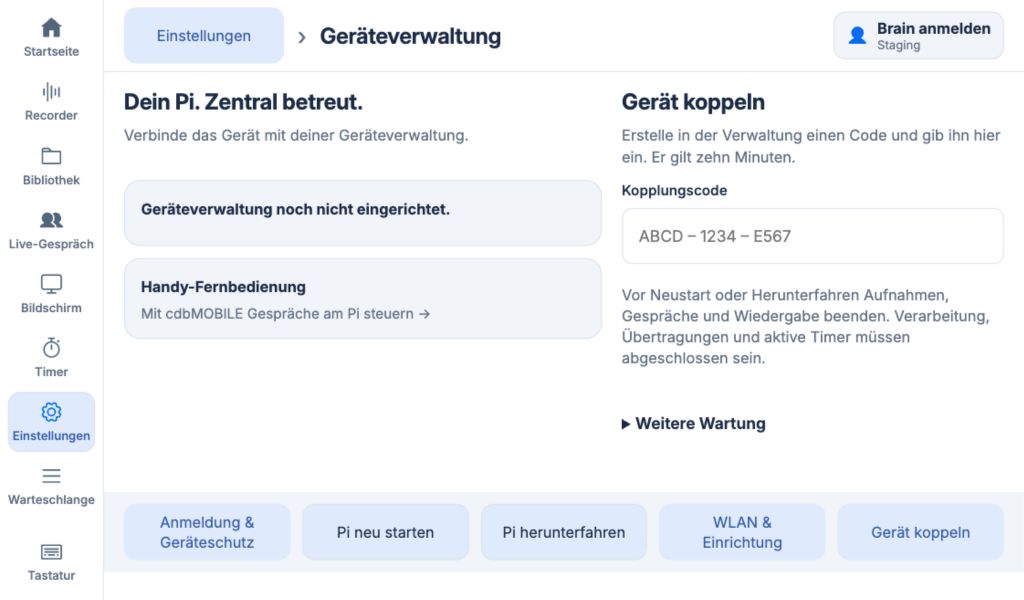 Startseite
Recorder
Bibliothek
Live-Gespräch
Bildschirm
Timer
Einstellungen
Warteschlange
Tastatur
Einstellungen › Geräteverwaltung
Brain anmelden
Staging
Dein Pi. Zentral betreut.
Verbinde das Gerät mit deiner Geräteverwaltung.
Geräteverwaltung noch nicht eingerichtet.
Handy-Fernbedienung
Mit cdbMOBILE Gespräche am Pi steuern →
Gerät koppeln
Erstelle in der Verwaltung einen Code und gib ihn hier
ein. Er gilt zehn Minuten.
Kopplungscode
ABCD – 1234 – E567
Vor Neustart oder Herunterfahren Aufnahmen,
Gespräche und Wiedergabe beenden. Verarbeitung,
Übertragungen und aktive Timer müssen
abgeschlossen sein.
▶ Weitere Wartung
Anmeldung &
Geräteschutz
Pi neu starten
Pi herunterfahren
WLAN &
Einrichtung
Gerät koppeln